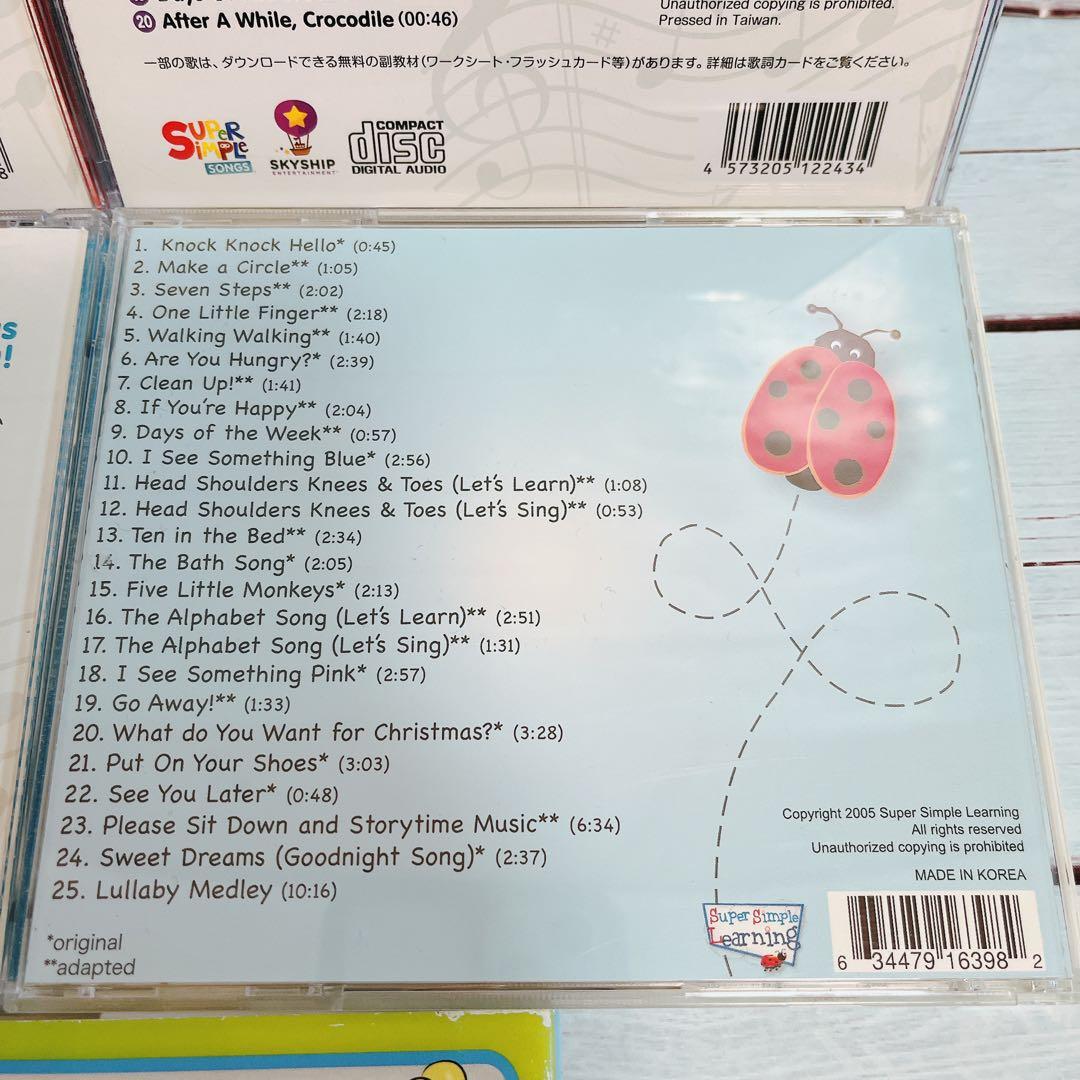 20 After A While, Crocodile (00:46)
Unauthorized copying is prohibited.
Pressed in Taiwan.
一部の歌は、ダウンロードできる無料の副教材(ワークシート・フラッシュカード等)があります。詳細は歌詞カードをご覧ください。
SUPER
SIMPLE
SONGS
SKYSHIP
ENTERTAINMENT
COMPACT
disc
DIGITAL AUDIO
4 573205 122434
1. Knock Knock Hello* (0:45)
2. Make a Circle** (1:05)
3. Seven Steps** (2:02)
4. One Little Finger** (2:18)
5. Walking Walking** (1:40)
6. Are You Hungry?* (2:39)
7. Clean Up!** (1:41)
8. If You're Happy** (2:04)
9. Days of the Week** (0:57)
10. I See Something Blue* (2:56)
11. Head Shoulders Knees & Toes (Let's Learn)** (1:08)
12. Head Shoulders Knees & Toes (Let's Sing)** (0:53)
13. Ten in the Bed** (2:34)
14. The Bath Song* (2:05)
15. Five Little Monkeys* (2:13)
16. The Alphabet Song (Let's Learn)** (2:51)
17. The Alphabet Song (Let's Sing)** (1:31)
18. I See Something Pink* (2:57)
19. Go Away!** (1:33)
20. What do You Want for Christmas?* (3:28)
21. Put On Your Shoes* (3:03)
22. See You Later* (0:48)
23. Please Sit Down and Storytime Music** (6:34)
24. Sweet Dreams (Goodnight Song)* (2:37)
25. Lullaby Medley (10:16)
*original
**adapted
Copyright 2005 Super Simple Learning
All rights reserved
Unauthorized copying is prohibited
MADE IN KOREA
Super Simple
Learning
6 34479 16398 2